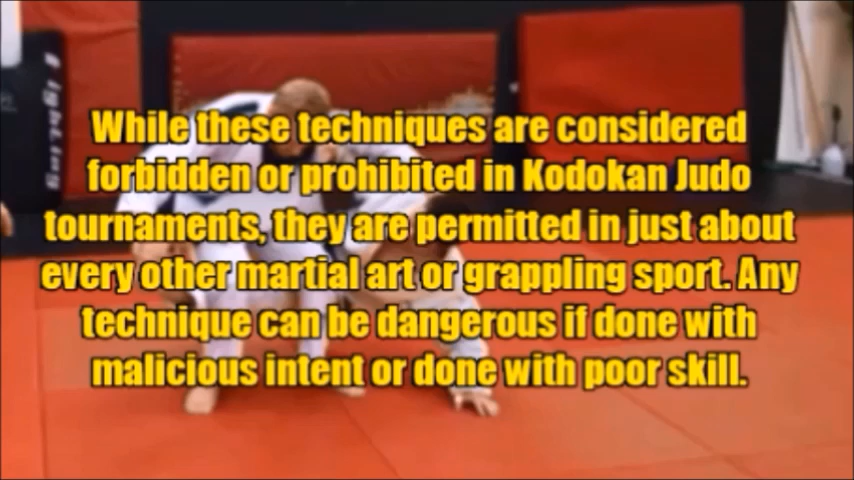 Fighting
While these techniques are considered
forbidden or prohibited in Kodokan Judo
tournaments, they are permitted in just about
every other martial art or grappling sport. Any
technique can be dangerous if done with
malicious intent or done with poor skill.